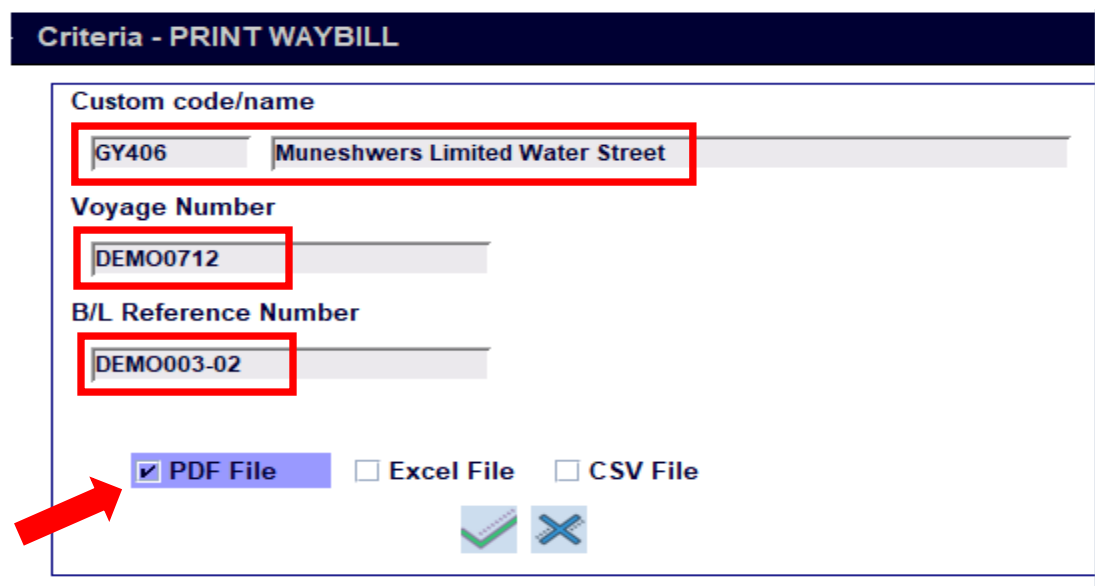 Criteria - PRINT WAYBILL
Custom code/name
GY406 Muneshwers Limited Water Street
Voyage Number
DEMO0712
B/L Reference Number
DEMO003-02
PDF File Excel File CSV File